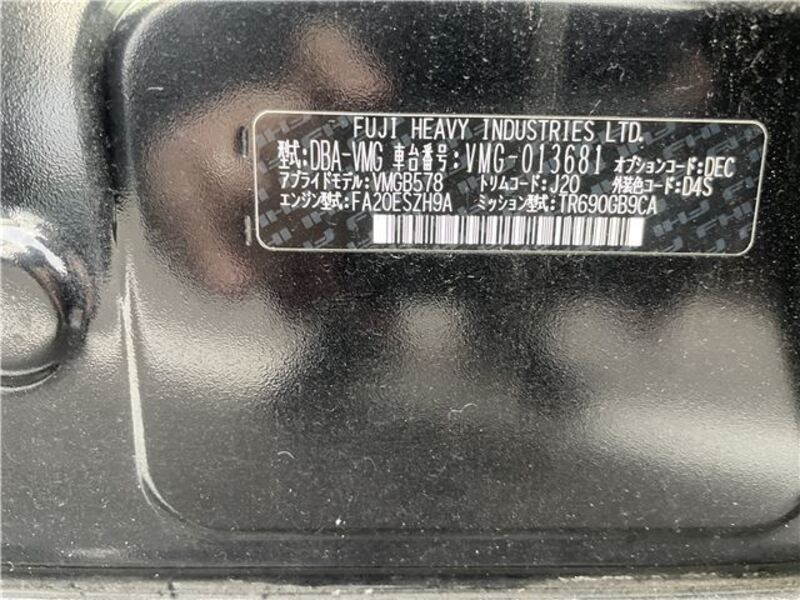 FUJI HEAVY INDUSTRIES LTD.
型式:DBA-VMG 車台番号:VMG-013681 オプションコード:DEC
アプライドモデル:VMGB578 トリムコード:J20 外装色コード:D4S
エンジン型式:FA20ESZH9A ミッション型式:TR690GB9CA